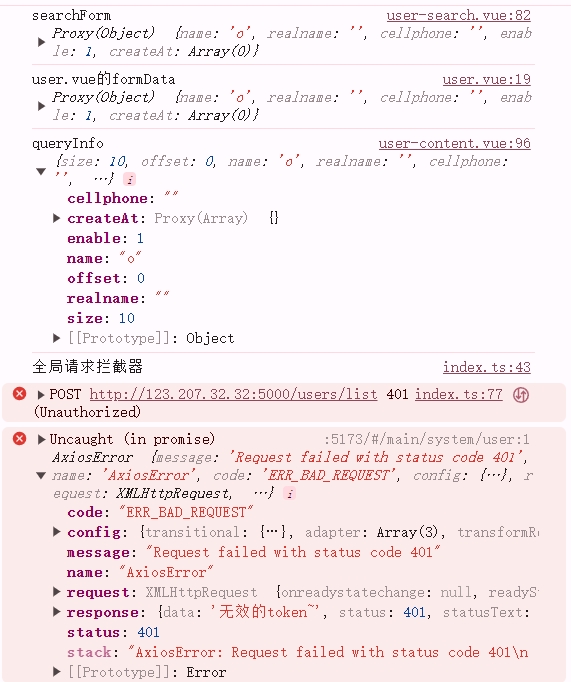 searchForm user-search.vue:82
Proxy(Object) {name: 'o', realname: '', cellphone: '', enab
le: 1, createAt: Array(0)}
user.vue的formData user.vue:19
Proxy(Object) {name: 'o', realname: '', cellphone: '', enab
le: 1, createAt: Array(0)}
queryInfo user-content.vue:96
{size: 10, offset: 0, name: 'o', realname: '', cellphone:
'', …} i
cellphone: ""
createAt: Proxy(Array) {}
enable: 1
name: "o"
offset: 0
realname: ""
size: 10
[[Prototype]]: Object
全局请求拦截器 index.ts:43
POST http://123.207.32.32:5000/users/list 401 index.ts:77
(Unauthorized)
Uncaught (in promise) :5173/#/main/system/user:1
AxiosError {message: 'Request failed with status code 401',
name: 'AxiosError', code: 'ERR_BAD_REQUEST', config: {…}, r
equest: XMLHttpRequest, …} i
code: "ERR_BAD_REQUEST"
config: {transitional: {…}, adapter: Array(3), transformRe
message: "Request failed with status code 401"
name: "AxiosError"
request: XMLHttpRequest {onreadystatechange: null, readyS
response: {data: '无效的token~', status: 401, statusText:
status: 401
stack: "AxiosError: Request failed with status code 401\n
[[Prototype]]: Error